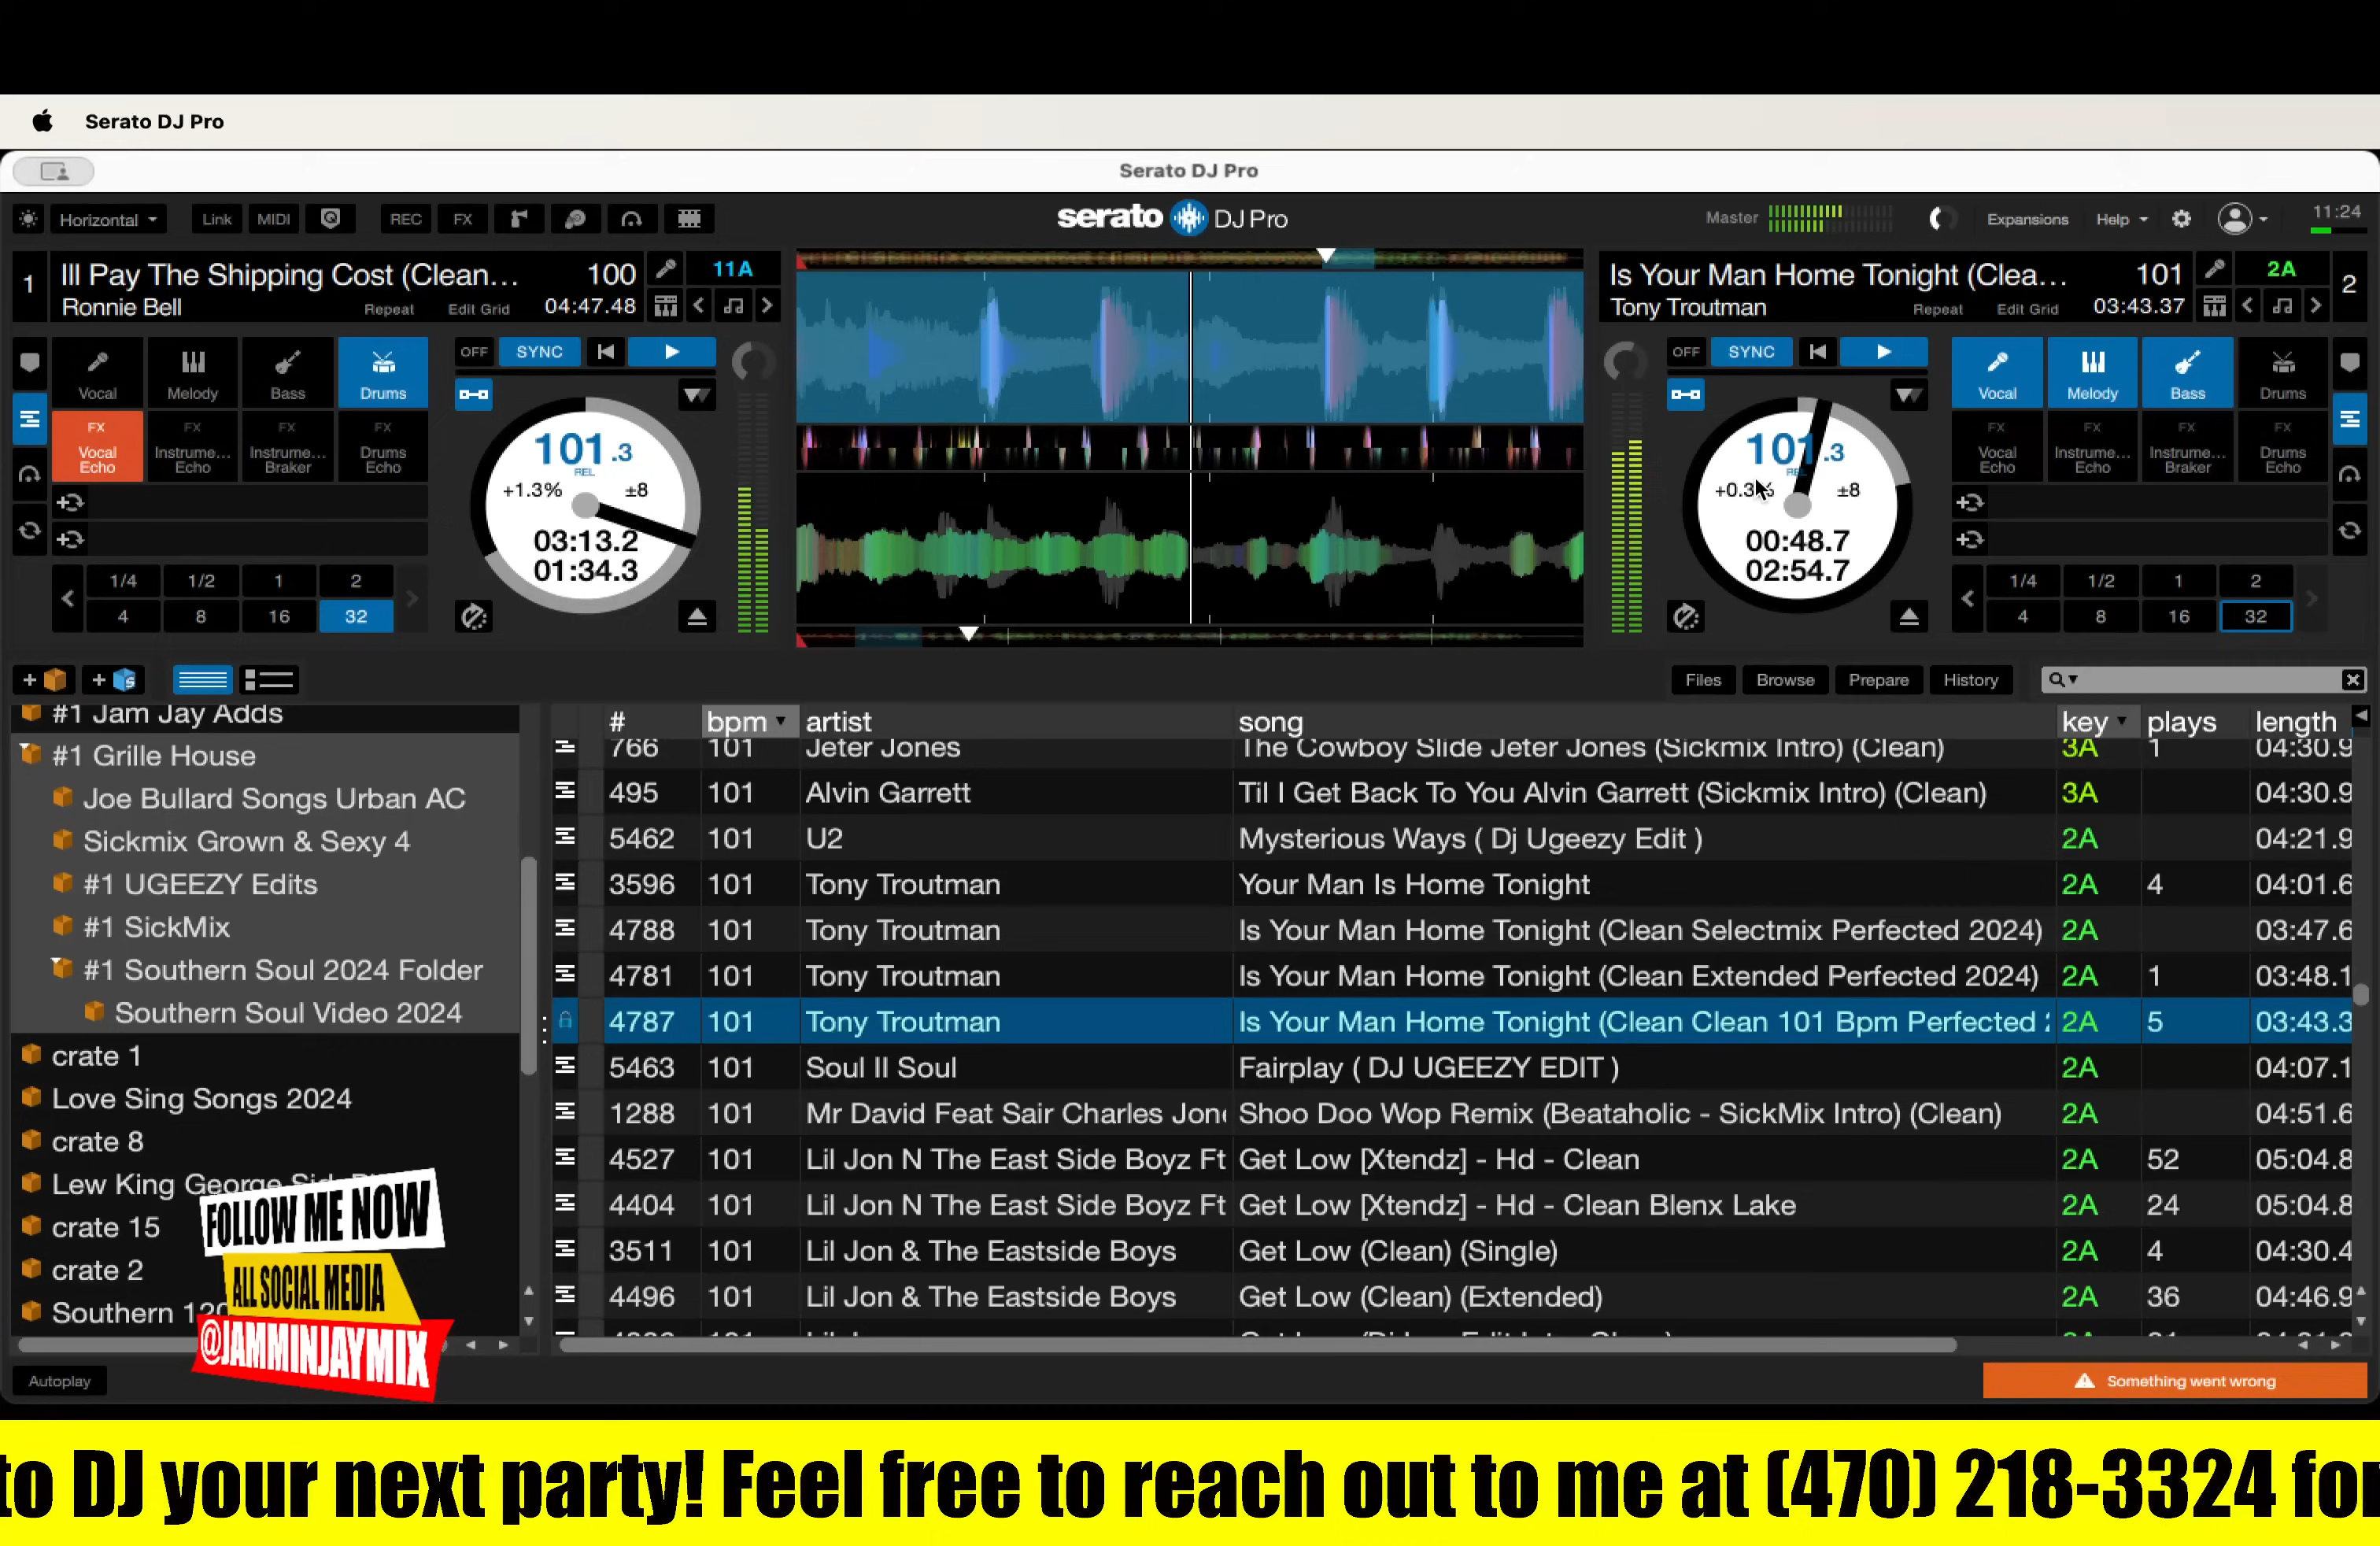 Serato DJ Pro
Serato DJ Pro
Horizontal Link MIDI REC FX serato DJ Pro Master Expansions Help 11:24
1 Ill Pay The Shipping Cost (Clean... 100 11A
Ronnie Bell Repeat Edit Grid 04:47.48
Is Your Man Home Tonight (Clea... 101 2A 2
Tony Troutman Repeat Edit Grid 03:43.37
Vocal Melody Bass Drums
FX FX FX FX
Vocal Echo Instrume... Echo Instrume... Braker Drums Echo
1/4 1/2 1 2
4 8 16 32
OFF SYNC
101.3
REL
+1.3% ±8
03:13.2
01:34.3
OFF SYNC
101.3
+0.3% ±8
00:48.7
02:54.7
Vocal Melody Bass Drums
FX FX FX FX
Vocal Echo Instrume... Echo Instrume... Braker Drums Echo
1/4 1/2 1 2
4 8 16 32
Files Browse Prepare History
#1 Jam Jay Adds
#1 Grille House
Joe Bullard Songs Urban AC
Sickmix Grown & Sexy 4
#1 UGEEZY Edits
#1 SickMix
#1 Southern Soul 2024 Folder
Southern Soul Video 2024
crate 1
Love Sing Songs 2024
crate 8
Lew King George
crate 15
crate 2
Southern
# bpm artist song key plays length
766 101 Jeter Jones The Cowboy Slide Jeter Jones (Sickmix Intro) (Clean) 3A 1 04:30.9
495 101 Alvin Garrett Til I Get Back To You Alvin Garrett (Sickmix Intro) (Clean) 3A 04:30.9
5462 101 U2 Mysterious Ways ( Dj Ugeezy Edit ) 2A 04:21.9
3596 101 Tony Troutman Your Man Is Home Tonight 2A 4 04:01.6
4788 101 Tony Troutman Is Your Man Home Tonight (Clean Selectmix Perfected 2024) 2A 03:47.6
4781 101 Tony Troutman Is Your Man Home Tonight (Clean Extended Perfected 2024) 2A 1 03:48.1
4787 101 Tony Troutman Is Your Man Home Tonight (Clean Clean 101 Bpm Perfected 2A 5 03:43.3
5463 101 Soul II Soul Fairplay ( DJ UGEEZY EDIT ) 2A 04:07.1
1288 101 Mr David Feat Sair Charles Jon Shoo Doo Wop Remix (Beataholic - SickMix Intro) (Clean) 2A 04:51.6
4527 101 Lil Jon N The East Side Boyz Ft Get Low [Xtendz] - Hd - Clean 2A 52 05:04.8
4404 101 Lil Jon N The East Side Boyz Ft Get Low [Xtendz] - Hd - Clean Blenx Lake 2A 24 05:04.8
3511 101 Lil Jon & The Eastside Boys Get Low (Clean) (Single) 2A 4 04:30.4
4496 101 Lil Jon & The Eastside Boys Get Low (Clean) (Extended) 2A 36 04:46.9
FOLLOW ME NOW
ALL SOCIAL MEDIA
@JAMMINJAYMIX
Autoplay Something went wrong
to DJ your next party! Feel free to reach out to me at (470) 218-3324 for